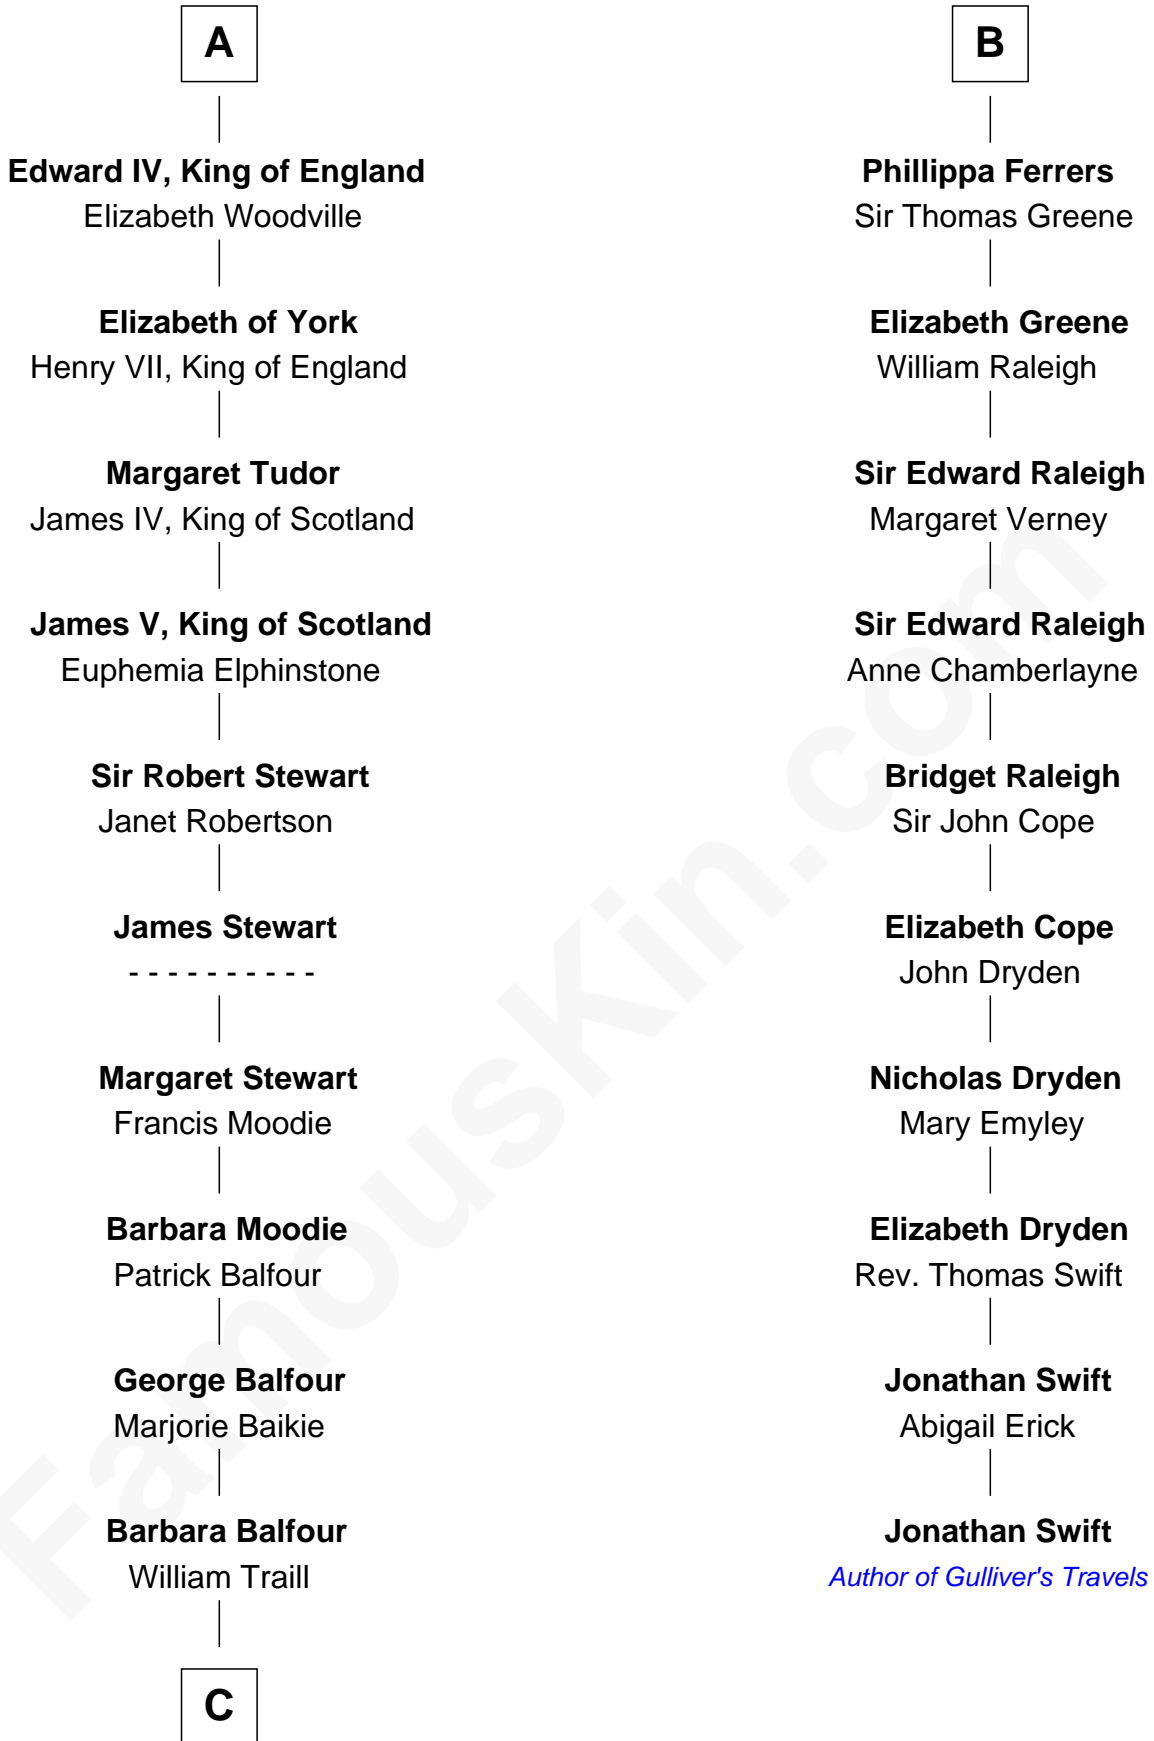 A
Edward IV, King of England
Elizabeth Woodville
Elizabeth of York
Henry VII, King of England
Margaret Tudor
James IV, King of Scotland
James V, King of Scotland
Euphemia Elphinstone
Sir Robert Stewart
Janet Robertson
James Stewart
- - - - - - - - - -
Margaret Stewart
Francis Moodie
Barbara Moodie
Patrick Balfour
George Balfour
Marjorie Baikie
Barbara Balfour
William Traill
C
B
Phillippa Ferrers
Sir Thomas Greene
Elizabeth Greene
William Raleigh
Sir Edward Raleigh
Margaret Verney
Sir Edward Raleigh
Anne Chamberlayne
Bridget Raleigh
Sir John Cope
Elizabeth Cope
John Dryden
Nicholas Dryden
Mary Emyley
Elizabeth Dryden
Rev. Thomas Swift
Jonathan Swift
Abigail Erick
Jonathan Swift
Author of Gulliver's Travels
FamousKin.com